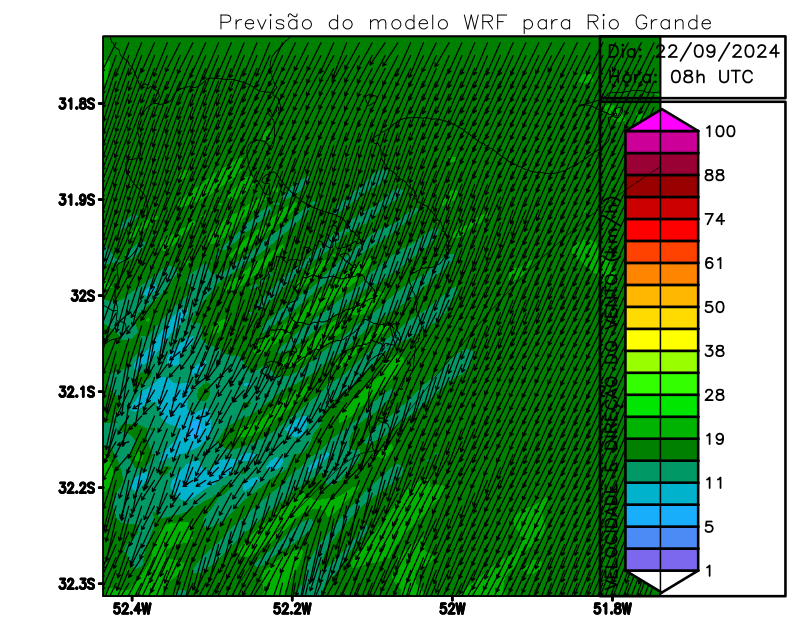 Previsão do modelo WRF para Rio Grande
Dia: 22/09/2024
Hora: 08h UTC
31.8S
31.9S
32S
32.1S
32.2S
32.3S
52.4W
52.2W
52W
51.8W
VELOCIDADE E DIREÇÃO DO VENTO (km/h)
100
88
74
61
50
38
28
19
11
5
1